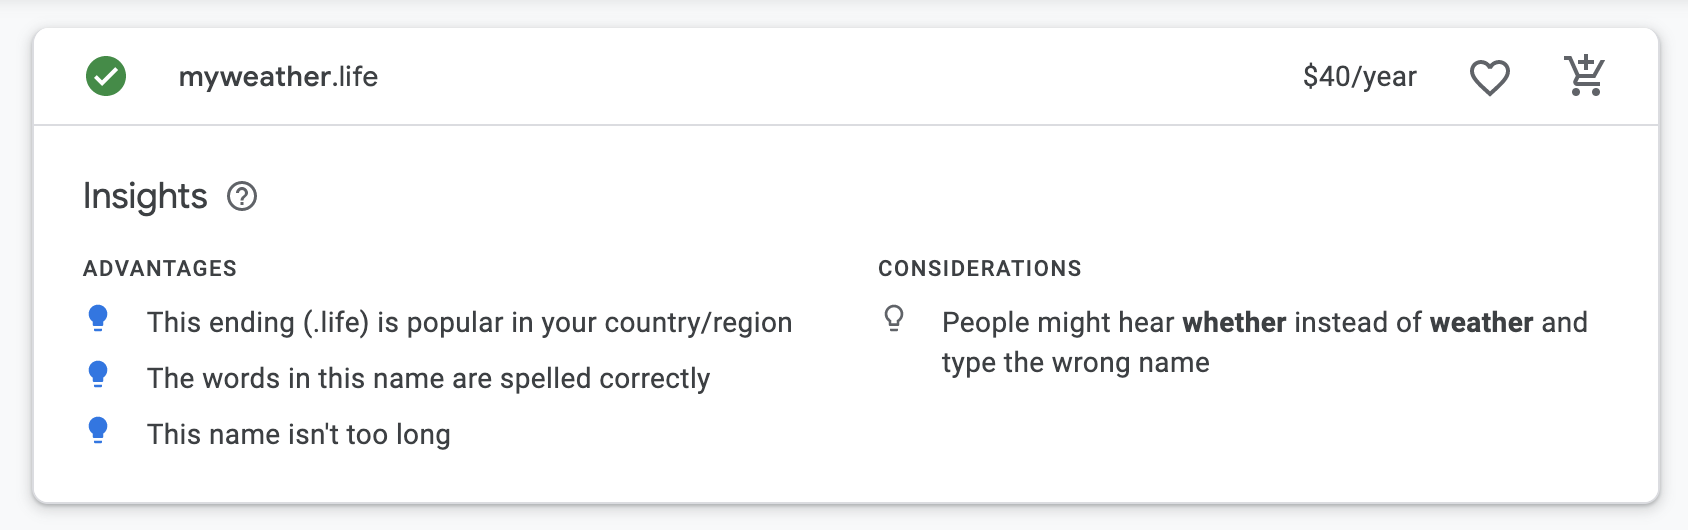 myweather.life
$40/year
Insights
ADVANTAGES
This ending (.life) is popular in your country/region
The words in this name are spelled correctly
This name isn't too long
CONSIDERATIONS
People might hear whether instead of weather and
type the wrong name